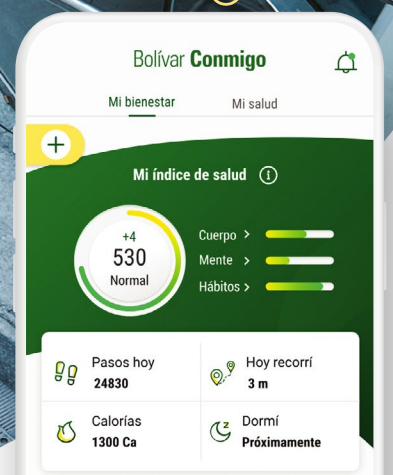 Bolívar Conmigo
Mi bienestar
Mi salud
Mi índice de salud
+4
530
Normal
Cuerpo >
Mente >
Hábitos >
Pasos hoy
24830
Hoy recorrí
3 m
Calorías
1300 Ca
Dormí
Próximamente